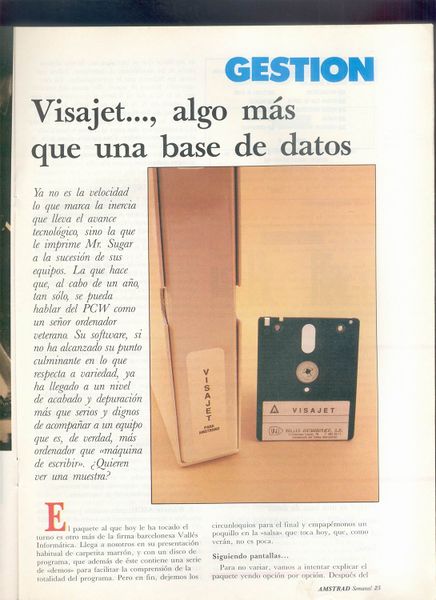 GESTION
Visajet..., algo más
que una base de datos
Ya no es la velocidad
lo que marca la inercia
que lleva el avance
tecnológico, sino la que
le imprime Mr. Sugar
a la sucesión de sus
equipos. La que hace
que, al cabo de un año,
tan sólo, se pueda
hablar del PCW como
un señor ordenador
veterano. Su software, si
no ha alcanzado su punto
culminante en lo que
respecta a variedad, ya
ha llegado a un nivel
de acabado y depuración
más que serios y dignos
de acompañar a un equipo
que es, de verdad, más
ordenador que «máquina
de escribir». ¿Quieren
ver una muestra?
VISAJET
PARA
AMSTRAD
VISAJET
El paquete al que hoy le ha tocado el
turno es otro más de la firma barcelonesa Vallés
Informática. Llega a nosotros en su presentación
habitual de carpetita marrón, y con un disco de
programa, que además de éste contiene una serie
de «demos» para facilitar la comprensión de la
totalidad del programa. Pero en fin, dejemos los
circunloquios para el final y empapémonos un
poquillo en la «salsa» que toca hoy, que, como
verán, no es poca.
Siguiendo pantallas...
Para no variar, vamos a intentar explicar el
paquete yendo opción por opción. Después del
AMSTRAD Semanal 25